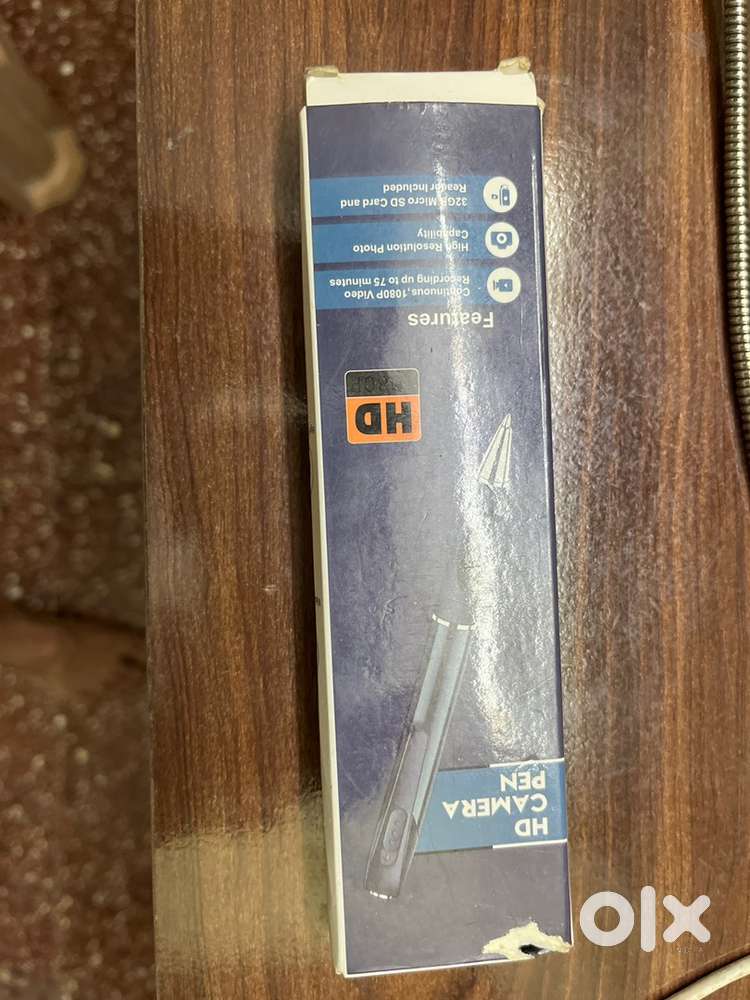 HD
CAMERA
PEN
HD
Features
Continuous, 1080P Video
Recording up to 75 minutes
High Resolution Photo
Capability
32GB Micro SD Card and
Reader Included
olx